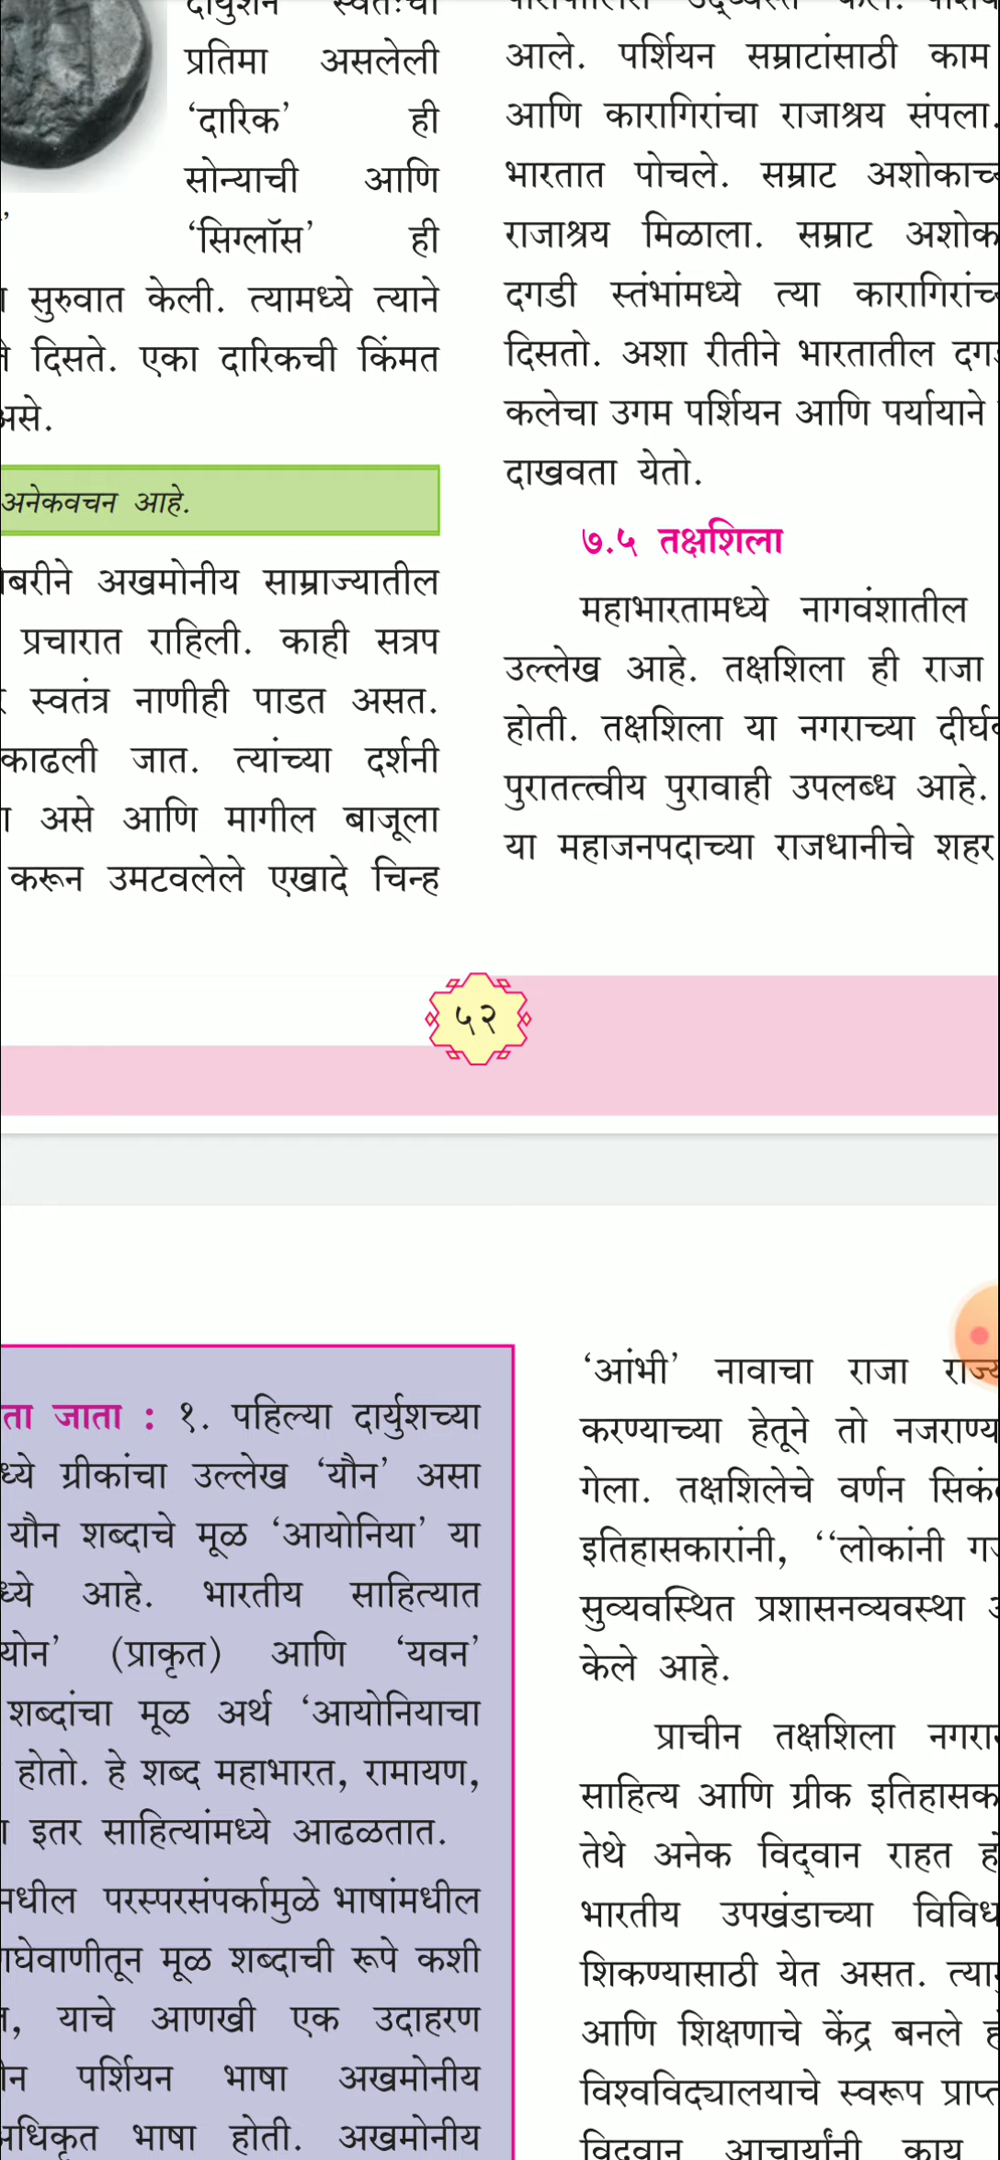 प्रतिमा असलेली
‘दारिक’ ही
सोन्याची आणि
‘सिग्लॉस’ ही
सुरुवात केली. त्यामध्ये त्याने
दिसते. एका दारिकची किंमत
असे.
अनेकवचन आहे.
अखमोनीय साम्राज्यातील
प्रचारात राहिली. काही सत्रप
स्वतंत्र नाणीही पाडत असत.
काढली जात. त्यांच्या दर्शनी
असे आणि मागील बाजूला
करून उमटवलेले एखादे चिन्ह
आले. पर्शियन सम्राटांसाठी काम
आणि कारागिरांचा राजाश्रय संपला.
भारतात पोचले. सम्राट
राजाश्रय मिळाला. सम्राट अशोक
दगडी स्तंभांमध्ये त्या
दिसतो. अशा रीतीने भारतातील
कलेचा उगम पर्शियन आणि पर्यायाने
दाखवता येतो.
७.५ तक्षशिला
महाभारतामध्ये नागवंशातील
उल्लेख आहे. तक्षशिला ही राजा
होती. तक्षशिला या नगराच्या
पुरातत्त्वीय पुरावाही उपलब्ध आहे.
या महाजनपदाच्या राजधानीचे शहर
५२
ता जाता : १. पहिल्या दार्युशच्या
ध्ये ग्रीकांचा उल्लेख ‘यौन’ असा
यौन शब्दाचे मूळ ‘आयोनिया’ या
ध्ये आहे. भारतीय साहित्यात
योन’ (प्राकृत) आणि ‘यवन’
शब्दांचा मूळ अर्थ ‘आयोनियाचा
होतो. हे शब्द महाभारत, रामायण,
इतर साहित्यांमध्ये आढळतात.
मधील परस्परसंपर्कामुळे भाषांमधील
मूळ शब्दाची रूपे कशी
याचे आणखी एक उदाहरण
पर्शियन भाषा अखमोनीय
अधिकृत भाषा होती. अखमोनीय
‘आंभी’ नावाचा राजा
करण्याच्या हेतूने तो
गेला. तक्षशिलेचे वर्णन
इतिहासकारांनी, ‘‘लोकांनी
सुव्यवस्थित प्रशासनव्यवस्था
केले आहे.
प्राचीन तक्षशिला
साहित्य आणि ग्रीक
तेथे अनेक विद्‌वान राहत
भारतीय उपखंडाच्या
शिकण्यासाठी येत असत.
आणि शिक्षणाचे केंद्र बनले
विश्वविद्यालयाचे स्वरूप
विद्‌वान आचार्यांनी काय